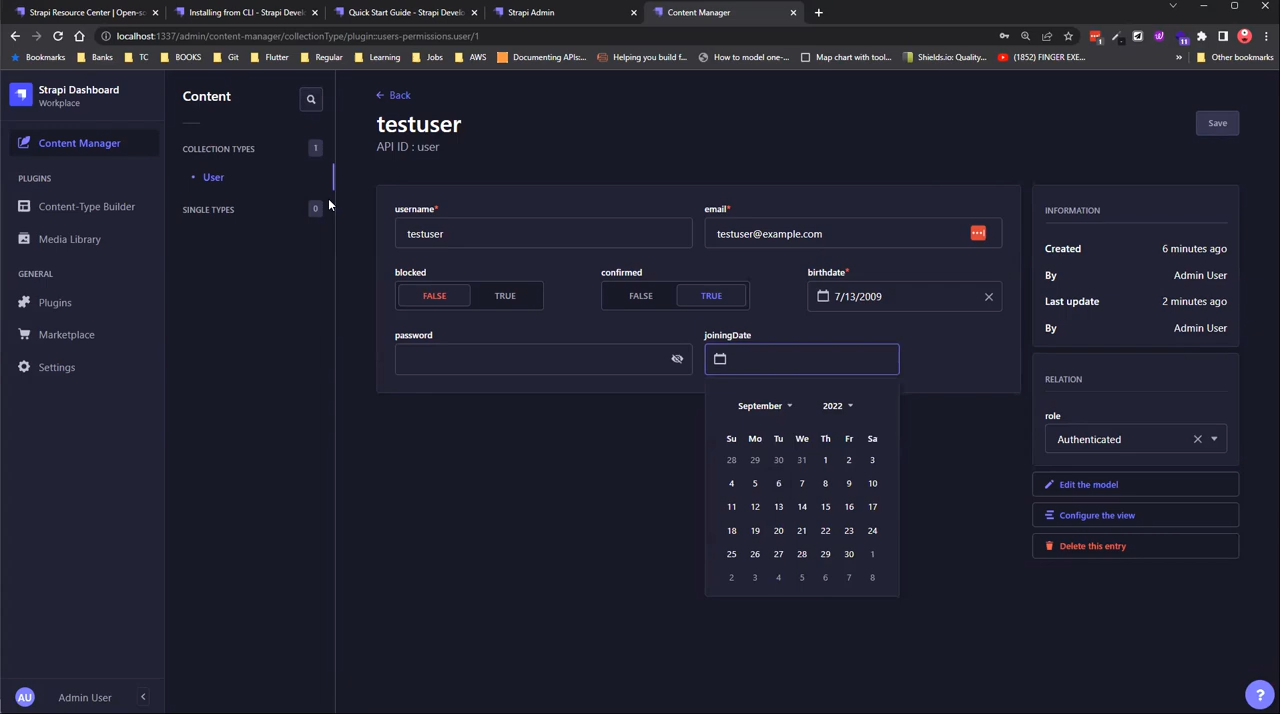 Strapi Resource Center | Open-so
Installing from CLI - Strapi Devel
Quick Start Guide - Strapi Develo
Strapi Admin
Content Manager
localhost:1337/admin/content-manager/collectionType/plugin::users-permissions.user/1
Bookmarks
Banks
TC
BOOKS
Git
Flutter
Regular
Learning
Jobs
AWS
Documenting APIs:...
Helping you build f...
How to model one-...
Map chart with tool...
Shields.io: Quality...
(1852) FINGER EXE...
»
Other bookmarks
Strapi Dashboard
Workplace
Content Manager
PLUGINS
Content-Type Builder
Media Library
GENERAL
Plugins
Marketplace
Settings
AU
Admin User
Content
COLLECTION TYPES
1
User
SINGLE TYPES
0
Back
testuser
API ID : user
Save
username*
testuser
email*
testuser@example.com
blocked
FALSE
TRUE
confirmed
FALSE
TRUE
birthdate*
7/13/2009
password
joiningDate
September
2022
Su Mo Tu We Th Fr Sa
28 29 30 31 1 2 3
4 5 6 7 8 9 10
11 12 13 14 15 16 17
18 19 20 21 22 23 24
25 26 27 28 29 30 1
2 3 4 5 6 7 8
INFORMATION
Created
6 minutes ago
By
Admin User
Last update
2 minutes ago
By
Admin User
RELATION
role
Authenticated
Edit the model
Configure the view
Delete this entry
?